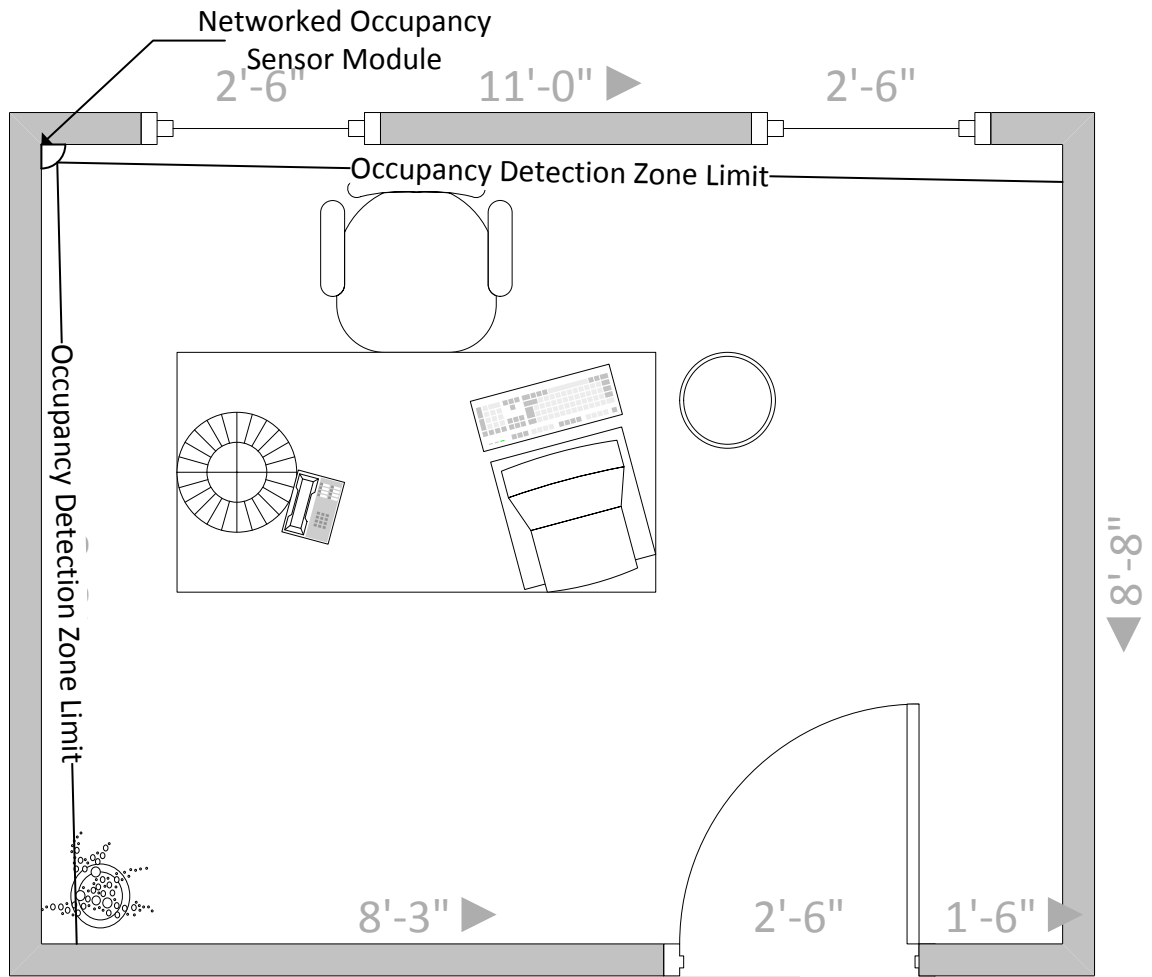 Networked Occupancy
Sensor Module
2'-6"
11'-0"
2'-6"
Occupancy Detection Zone Limit
Occupancy Detection Zone Limit
8'-8"
8'-3"
2'-6"
1'-6"